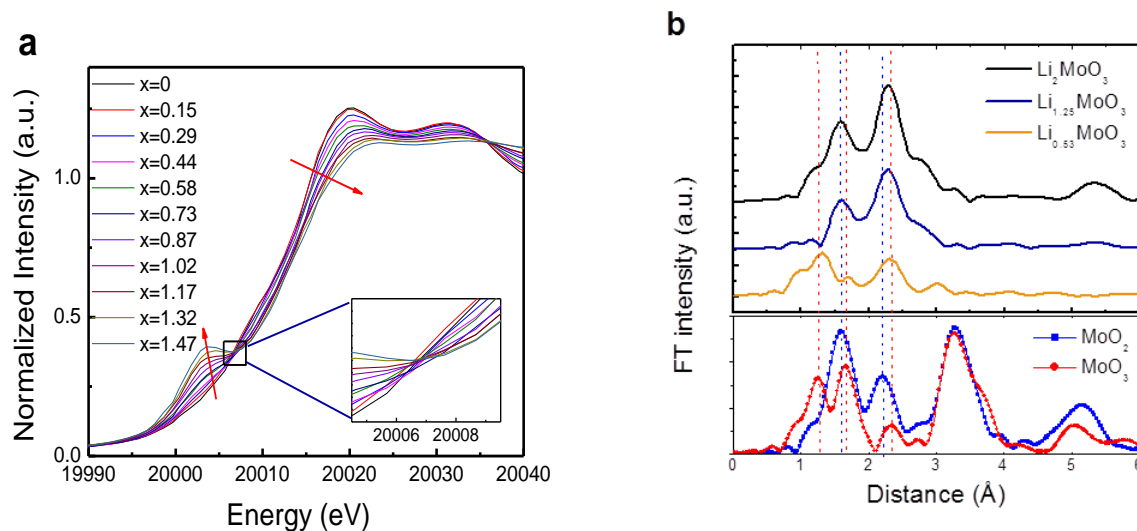 a
Normalized Intensity (a.u.)
1.0
0.5
0.0
x=0
x=0.15
x=0.29
x=0.44
x=0.58
x=0.73
x=0.87
x=1.02
x=1.17
x=1.32
x=1.47
20006 20008
19990 20000 20010 20020 20030 20040
Energy (eV)
b
FT intensity (a.u.)
Li₂MoO₃
Li₁.₂₅MoO₃
Li₀.₅₃MoO₃
MoO₂
MoO₃
0 1 2 3 4 5 6
Distance (Å)